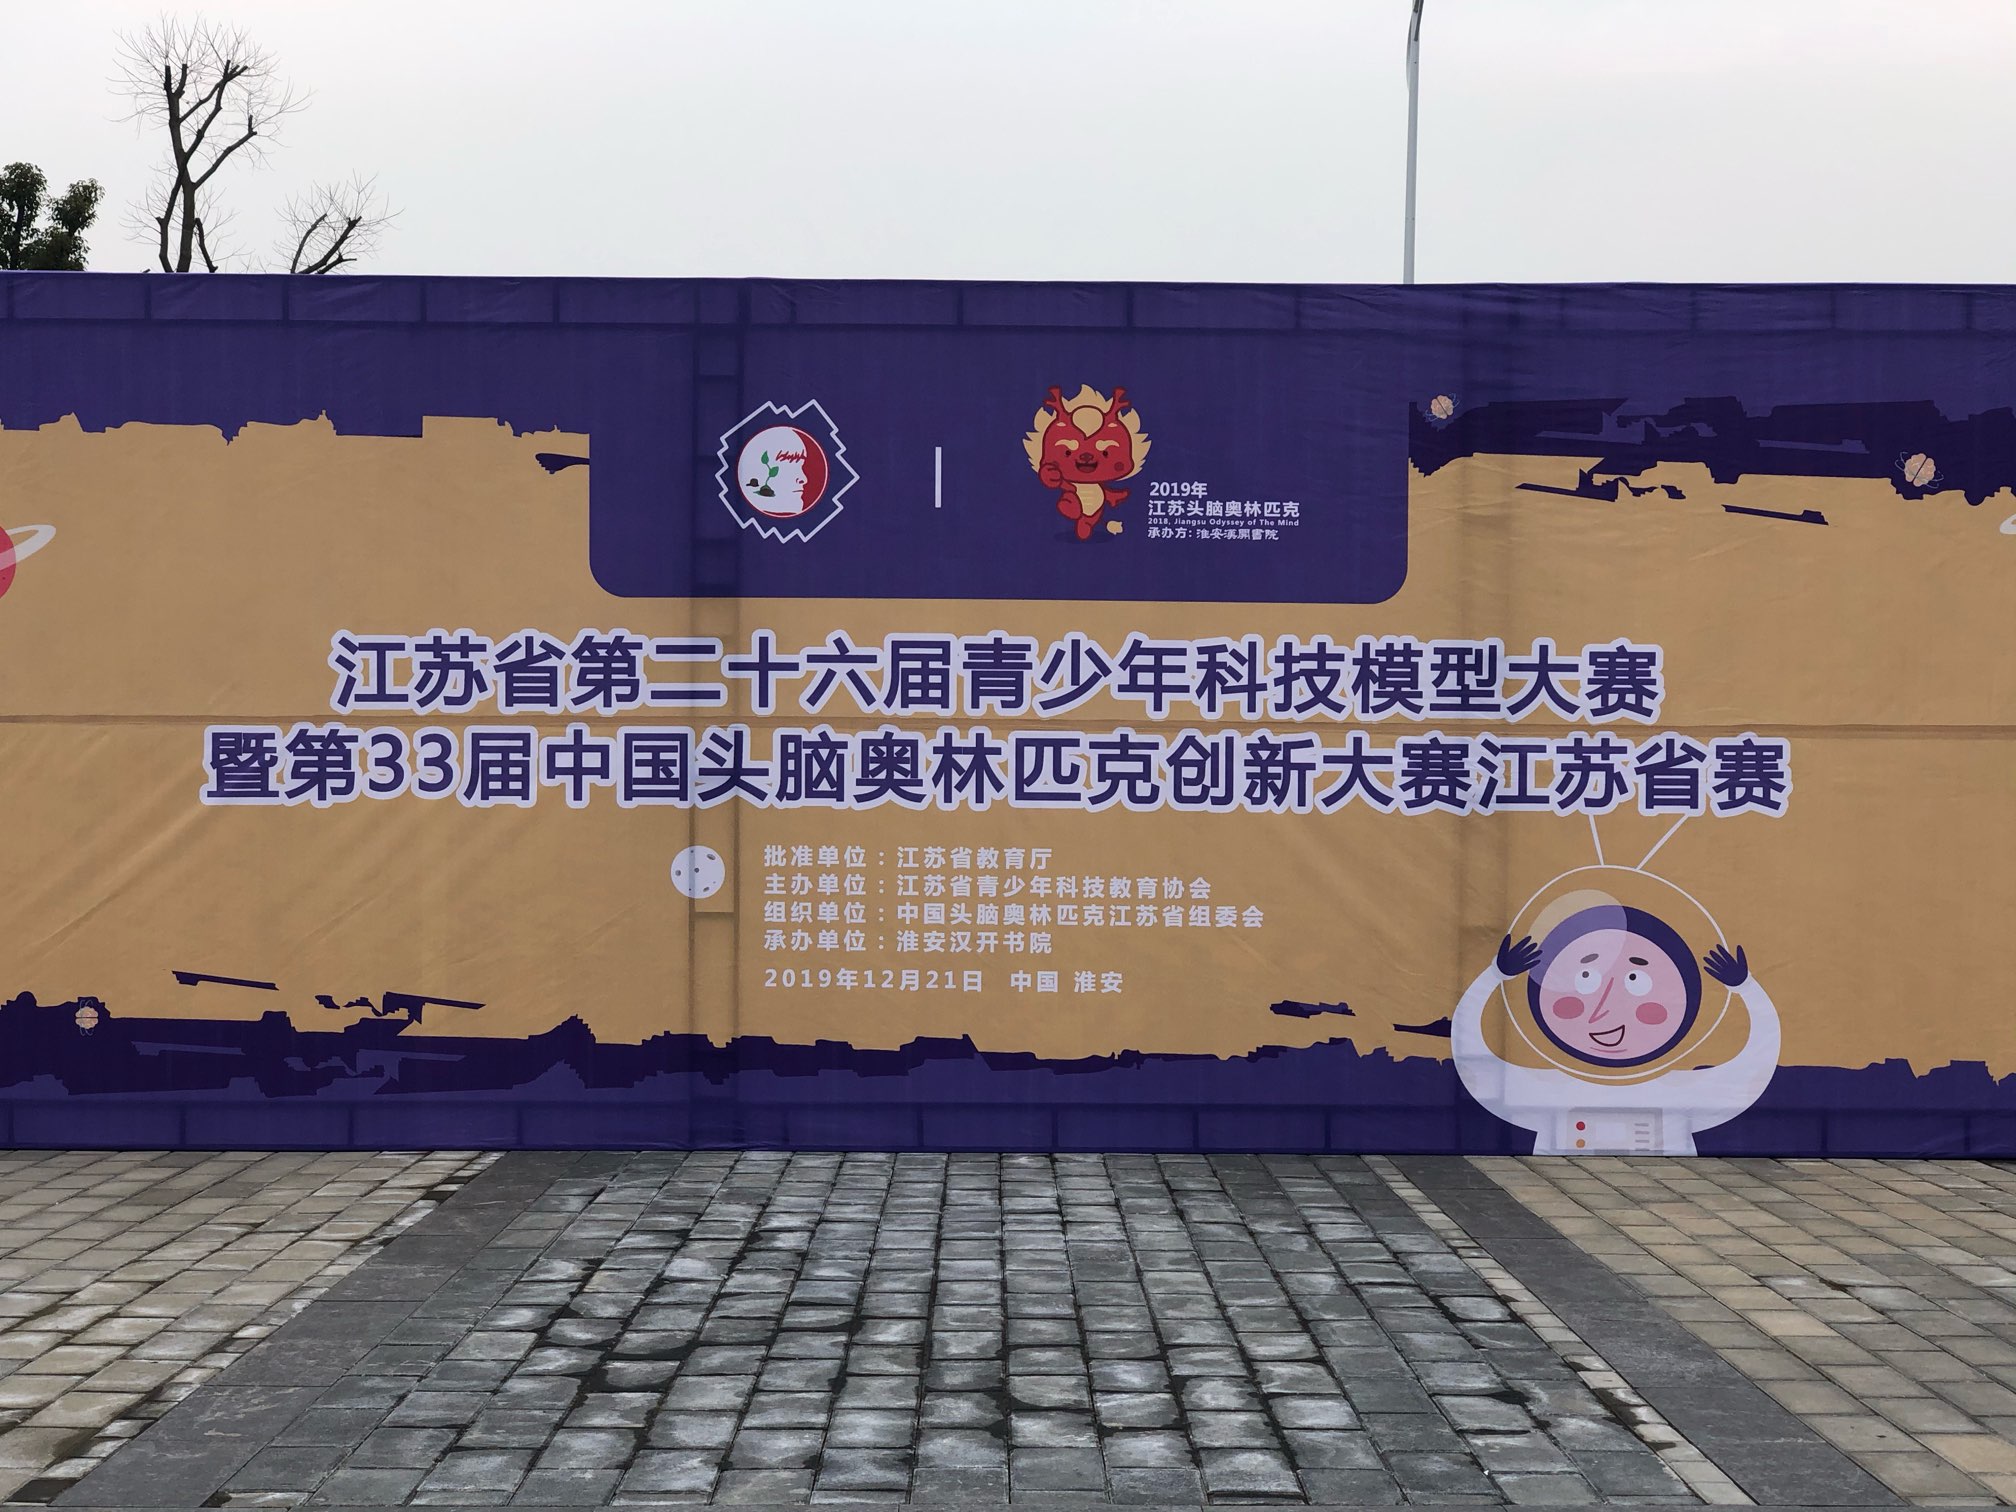 2019年
江苏头脑奥林匹克
2018, Jiangsu Odyssey of The Mind
承办方：淮安漢開書院
江苏省第二十六届青少年科技模型大赛
暨第33届中国头脑奥林匹克创新大赛江苏省赛
批准单位：江苏省教育厅
主办单位：江苏省青少年科技教育协会
组织单位：中国头脑奥林匹克江苏省组委会
承办单位：淮安汉开书院
2019年12月21日 中国 淮安